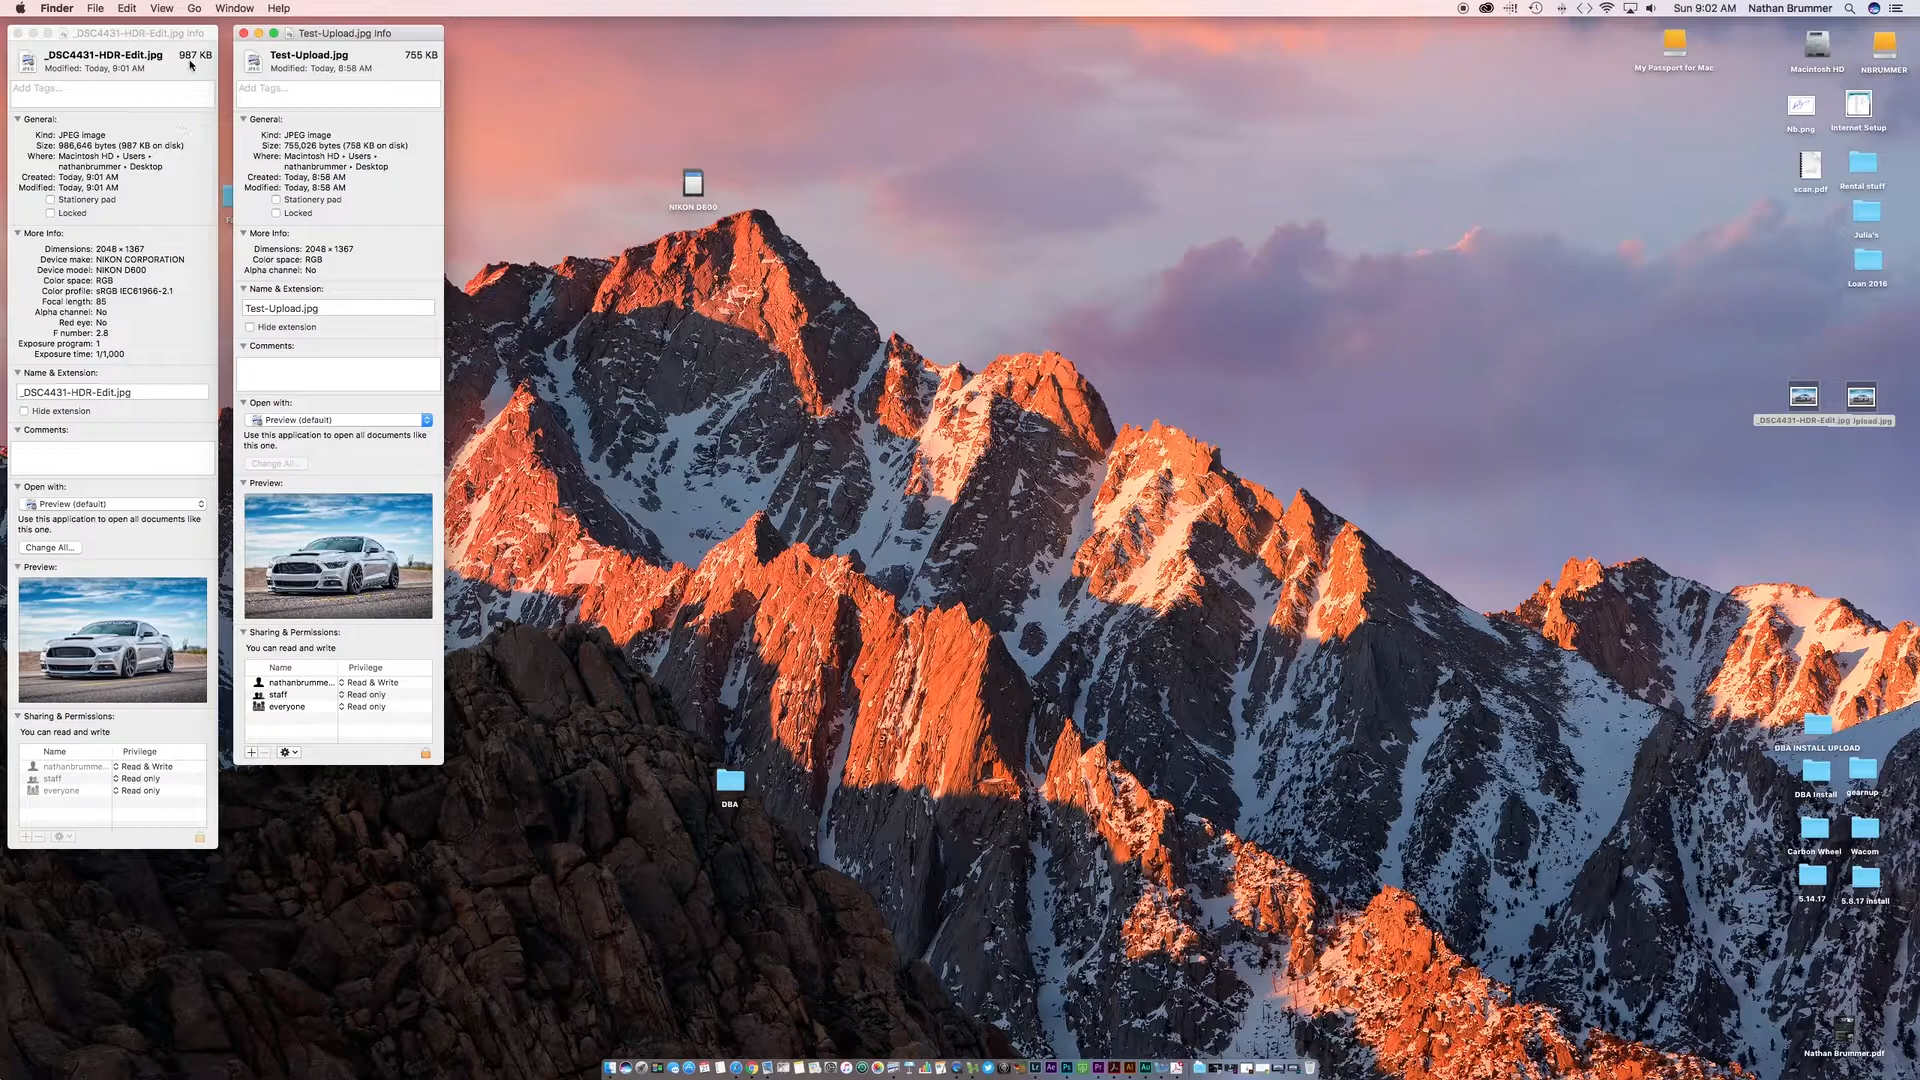 Finder File Edit View Go Window Help
Sun 9:02 AM Nathan Brummer
_DSC4431-HDR-Edit.jpg Info
_DSC4431-HDR-Edit.jpg 987 KB
Modified: Today, 9:01 AM
Add Tags...
General:
Kind: JPEG image
Size: 986,646 bytes (987 KB on disk)
Where: Macintosh HD • Users •
nathanbrummer • Desktop
Created: Today, 9:01 AM
Modified: Today, 9:01 AM
Stationery pad
Locked
More Info:
Dimensions: 2048 × 1367
Device make: NIKON CORPORATION
Device model: NIKON D600
Color space: RGB
Color profile: sRGB IEC61966-2.1
Focal length: 85
Alpha channel: No
Red eye: No
F number: 2.8
Exposure program: 1
Exposure time: 1/1,000
Name & Extension:
_DSC4431-HDR-Edit.jpg
Hide extension
Comments:
Open with:
Preview (default)
Use this application to open all documents like
this one.
Change All...
Preview:
Sharing & Permissions:
You can read and write
Name Privilege
nathanbrumme... Read & Write
staff Read only
everyone Read only
Test-Upload.jpg Info
Test-Upload.jpg 755 KB
Modified: Today, 8:58 AM
Add Tags...
General:
Kind: JPEG image
Size: 755,026 bytes (758 KB on disk)
Where: Macintosh HD • Users •
nathanbrummer • Desktop
Created: Today, 8:58 AM
Modified: Today, 8:58 AM
Stationery pad
Locked
More Info:
Dimensions: 2048 × 1367
Color space: RGB
Alpha channel: No
Name & Extension:
Test-Upload.jpg
Hide extension
Comments:
Open with:
Preview (default)
Use this application to open all documents like
this one.
Change All...
Preview:
Sharing & Permissions:
You can read and write
Name Privilege
nathanbrumme... Read & Write
staff Read only
everyone Read only
NIKON D600
DBA
My Passport for Mac
Macintosh HD
NBRUMMER
Nb.png
Internet Setup
scan.pdf
Rental stuff
Julia's
Loan 2016
_DSC4431-HDR-Edit.jpg
pload.jpg
DBA INSTALL UPLOAD
DBA Install
gearnup
Carbon Wheel
Wacom
5.14.17
5.8.17 install
Nathan Brummer.pdf